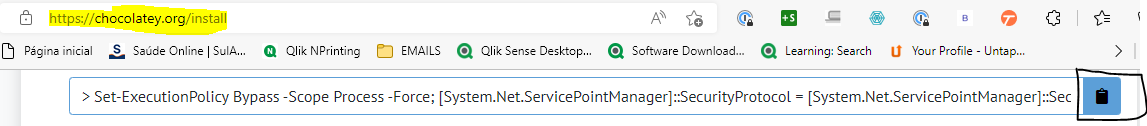 https://chocolatey.org/install
Página inicial S Saúde Online | SulA... N Qlik NPrinting EMAILS Qlik Sense Desktop... Software Download... Learning: Search U Your Profile - Untap...
> Set-ExecutionPolicy Bypass -Scope Process -Force; [System.Net.ServicePointManager]::SecurityProtocol = [System.Net.ServicePointManager]::Sec